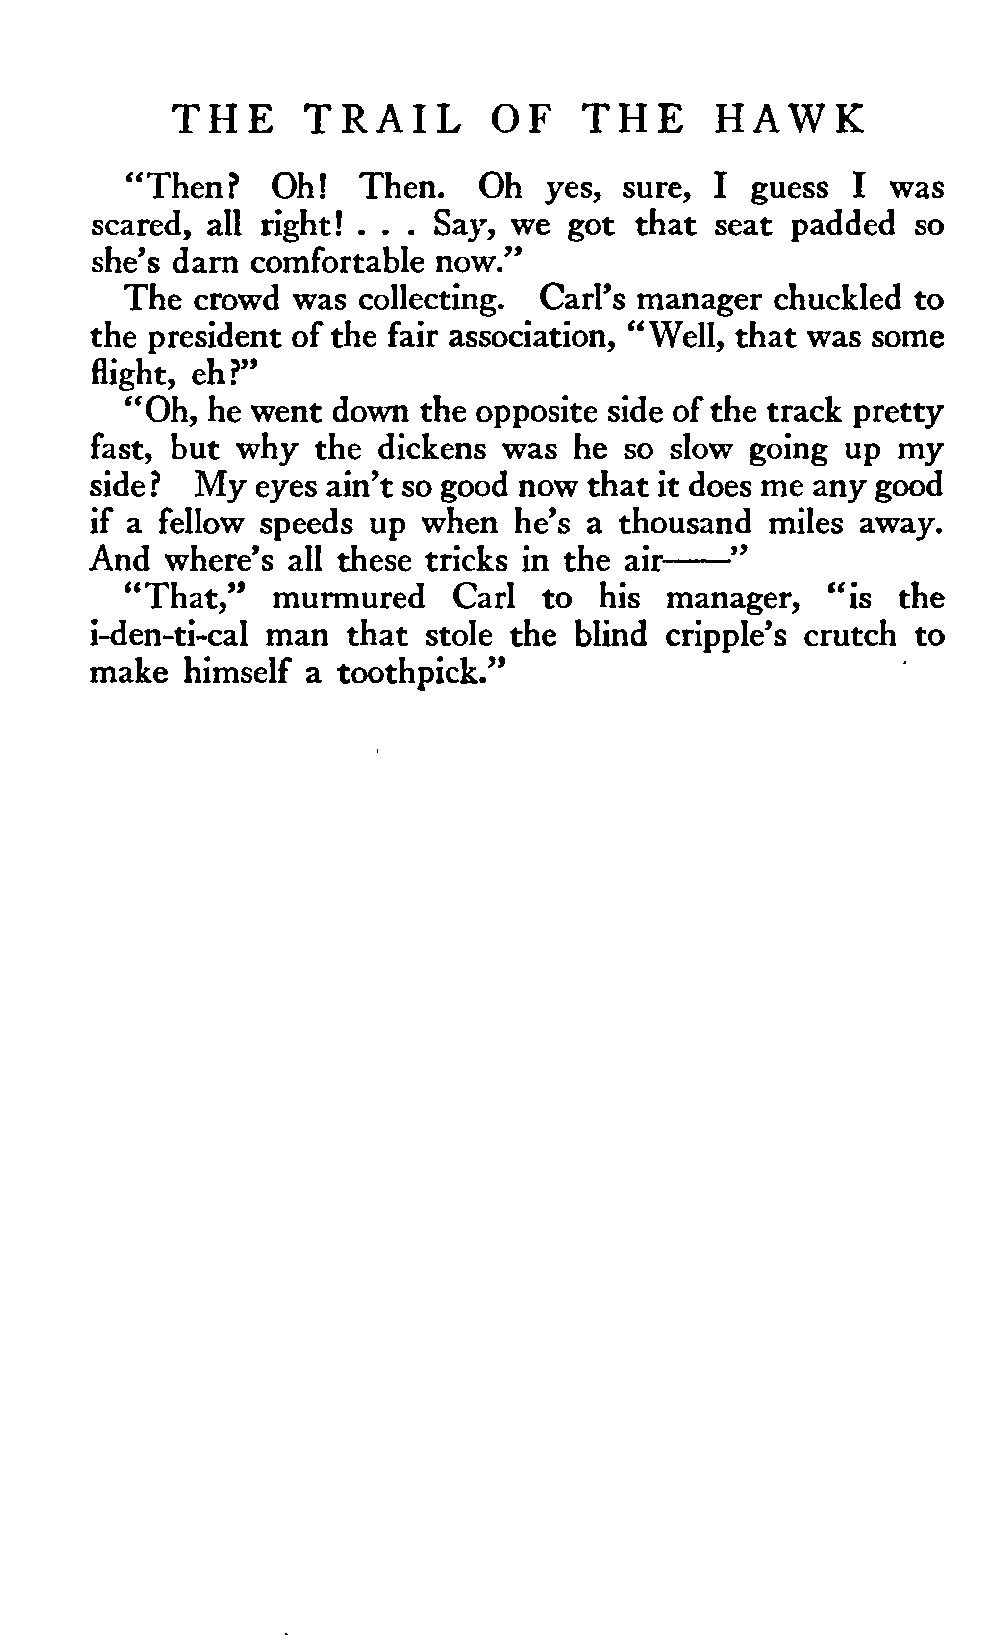 THE TRAIL OF THE HAWK
“Then? Oh! Then. Oh yes, sure, I guess I was
scared, all right! . . . Say, we got that seat padded so
she’s darn comfortable now.”
The crowd was collecting. Carl’s manager chuckled to
the president of the fair association, “Well, that was some
flight, eh?”
“Oh, he went down the opposite side of the track pretty
fast, but why the dickens was he so slow going up my
side? My eyes ain’t so good now that it does me any good
if a fellow speeds up when he’s a thousand miles away.
And where’s all these tricks in the air——”
“That,” murmured Carl to his manager, “is the
i-den-ti-cal man that stole the blind cripple’s crutch to
make himself a toothpick.”